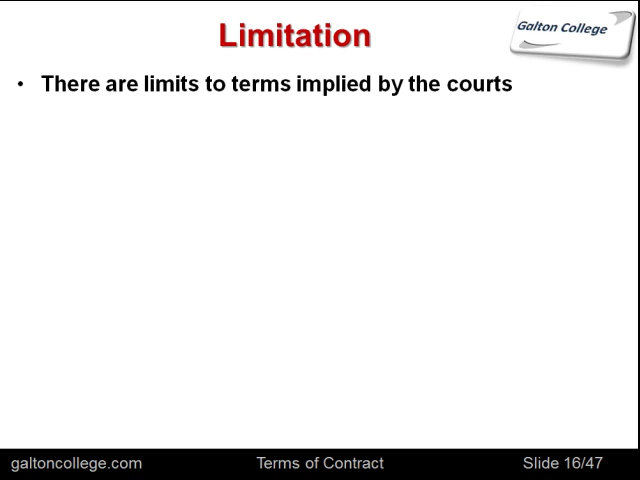 Limitation
Galton College
• There are limits to terms implied by the courts
galtoncollege.com Terms of Contract Slide 16/47